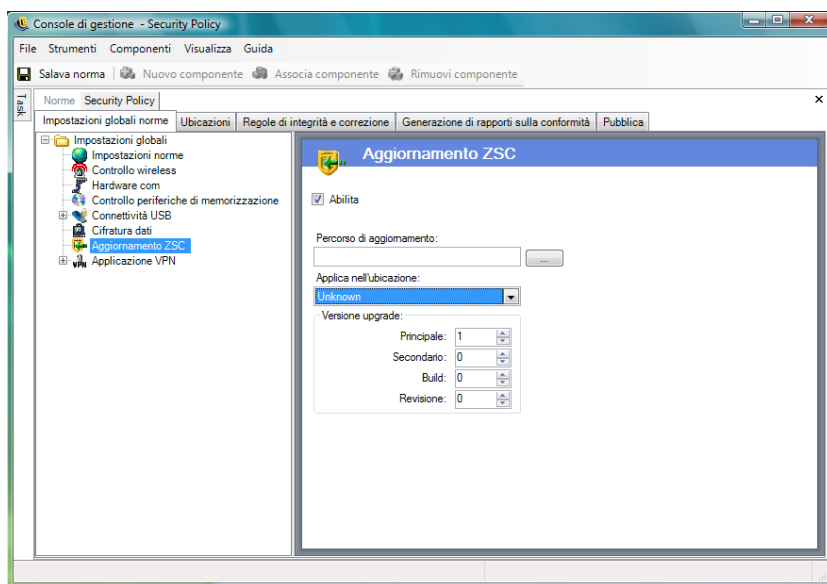 Console di gestione - Security Policy
File Strumenti Componenti Visualizza Guida
Salava norma Nuovo componente Associa componente Rimuovi componente
Task
Norme Security Policy
Impostazioni globali norme Ubicazioni Regole di integrità e correzione Generazione di rapporti sulla conformità Pubblica
Impostazioni globali
Impostazioni norme
Controllo wireless
Hardware com
Controllo periferiche di memorizzazione
Connettività USB
Cifratura dati
Aggiornamento ZSC
VPN Applicazione VPN
Aggiornamento ZSC
Abilita
Percorso di aggiornamento:
...
Applica nell'ubicazione:
Unknown
Versione upgrade:
Principale: 1
Secondario: 0
Build: 0
Revisione: 0